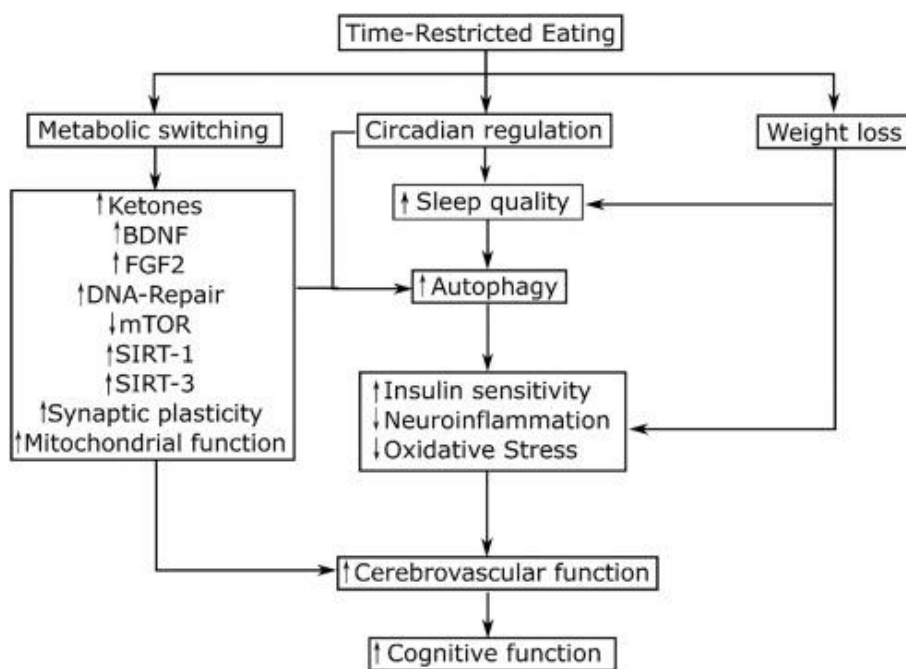 Time-Restricted Eating
Metabolic switching
Circadian regulation
Weight loss
↑Ketones
↑BDNF
↑FGF2
↑DNA-Repair
↓mTOR
↑SIRT-1
↑SIRT-3
↑Synaptic plasticity
↑Mitochondrial function
↑Sleep quality
↑Autophagy
↑Insulin sensitivity
↓Neuroinflammation
↓Oxidative Stress
↑Cerebrovascular function
↑Cognitive function